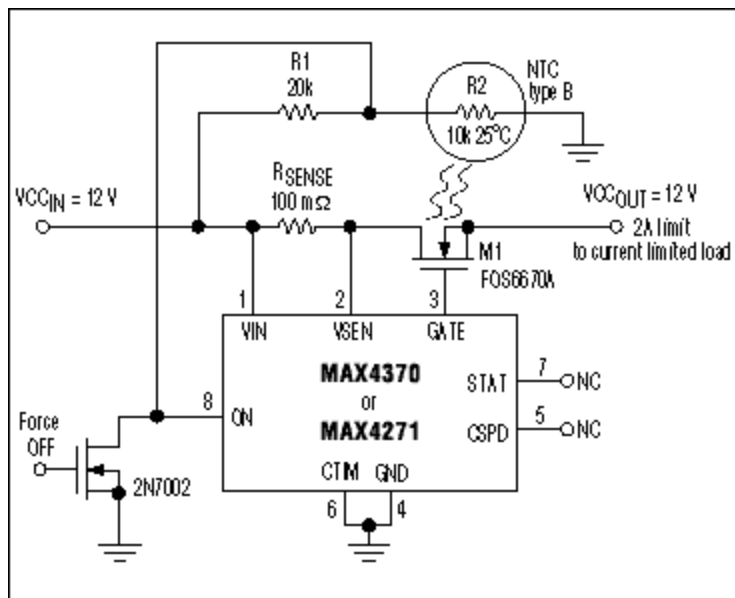 R1
20k
R2
10k 25°C
NTC
type B
RSENSE
100 mΩ
VCCIN = 12 V
VCCOUT = 12 V
2A limit
to current limited load
M1
FOS6670A
1
2
3
VIN
VSEN
GATE
MAX4370
or
MAX4271
STAT
7
NC
CSPD
5
NC
8
ON
Force
OFF
2N7002
CTIM
GND
6
4